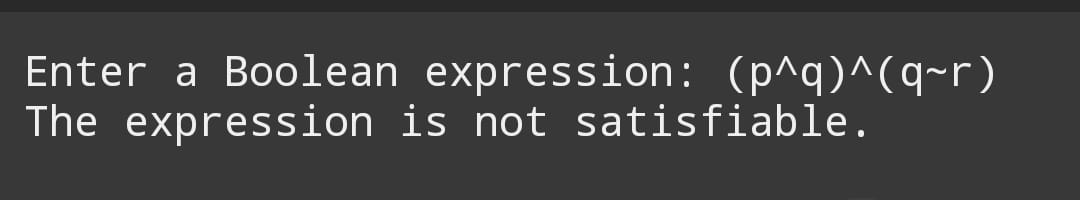 Enter a Boolean expression: (p^q)^(q~r)
The expression is not satisfiable.